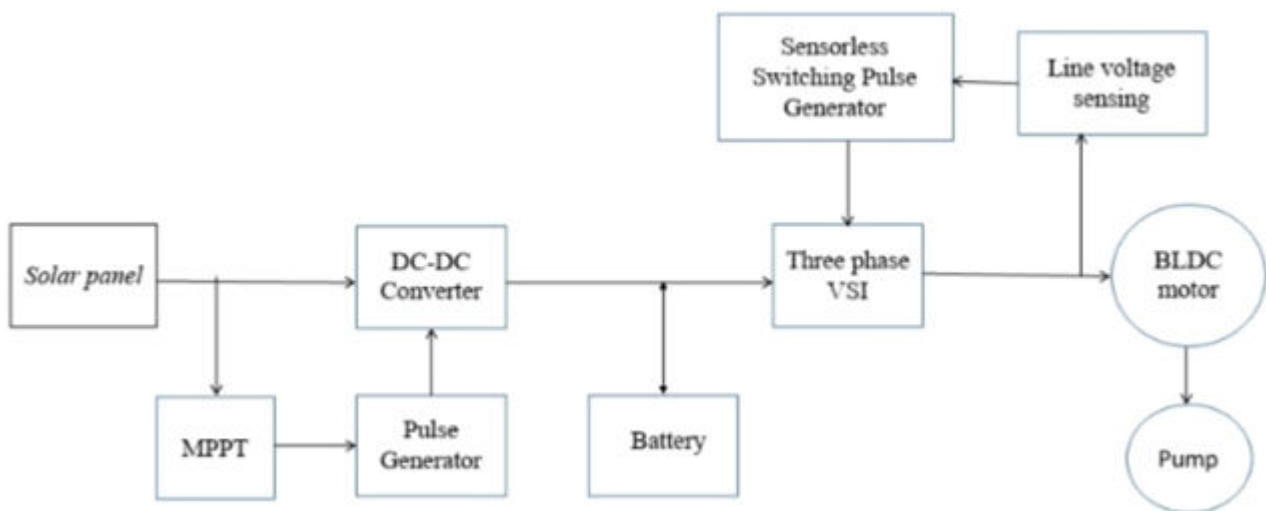 Sensorless
Switching Pulse
Generator
Line voltage
sensing
Solar panel
DC-DC
Converter
Three phase
VSI
BLDC
motor
MPPT
Pulse
Generator
Battery
Pump